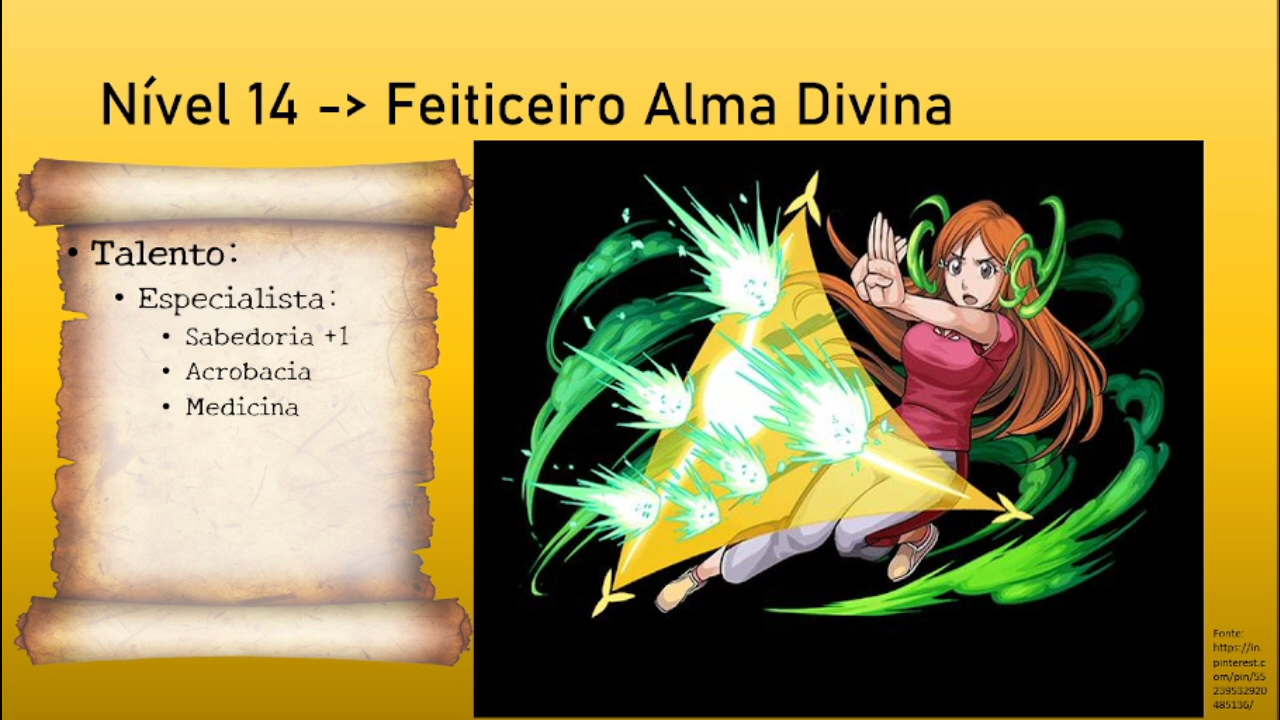 Nível 14 -> Feiticeiro Alma Divina
• Talento:
• Especialista:
• Sabedoria +1
• Acrobacia
• Medicina
Fonte:
https://in.
pinterest.c
om/pin/55
239532920
485136/